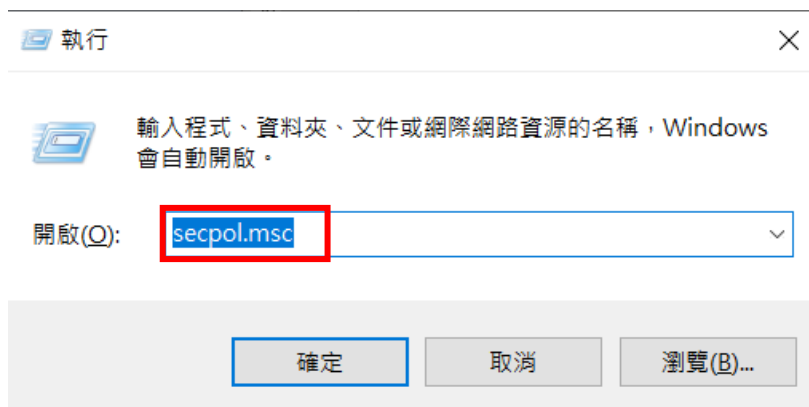 執行
輸入程式、資料夾、文件或網際網路資源的名稱，Windows
會自動開啟。
開啟(O): secpol.msc
確定 取消 瀏覽(B)...